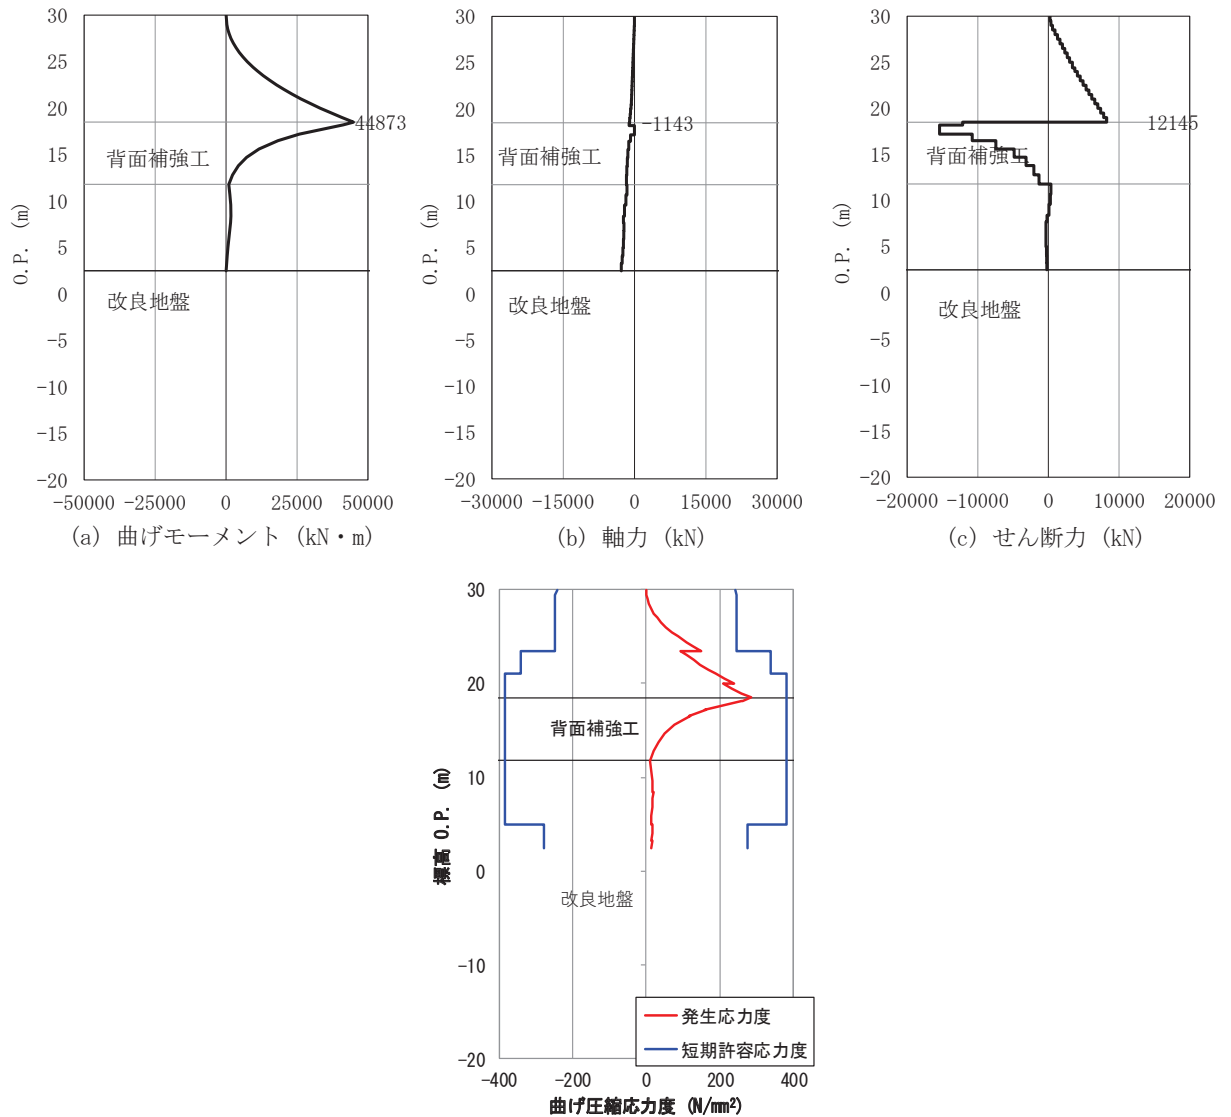 30
25
20
15
10
5
0
-5
-10
-15
-20
O.P. (m)
44873
背面補強工
改良地盤
-50000 -25000 0 25000 50000
(a) 曲げモーメント (kN・m)
30
25
20
15
10
5
0
-5
-10
-15
-20
O.P. (m)
-1143
背面補強工
改良地盤
-30000 -15000 0 15000 30000
(b) 軸力 (kN)
30
25
20
15
10
5
0
-5
-10
-15
-20
O.P. (m)
12145
背面補強工
改良地盤
-20000 -10000 0 10000 20000
(c) せん断力 (kN)
30
20
10
0
-10
-20
標高 O.P. (m)
背面補強工
改良地盤
発生応力度
短期許容応力度
-400 -200 0 200 400
曲げ圧縮応力度 (N/mm²)